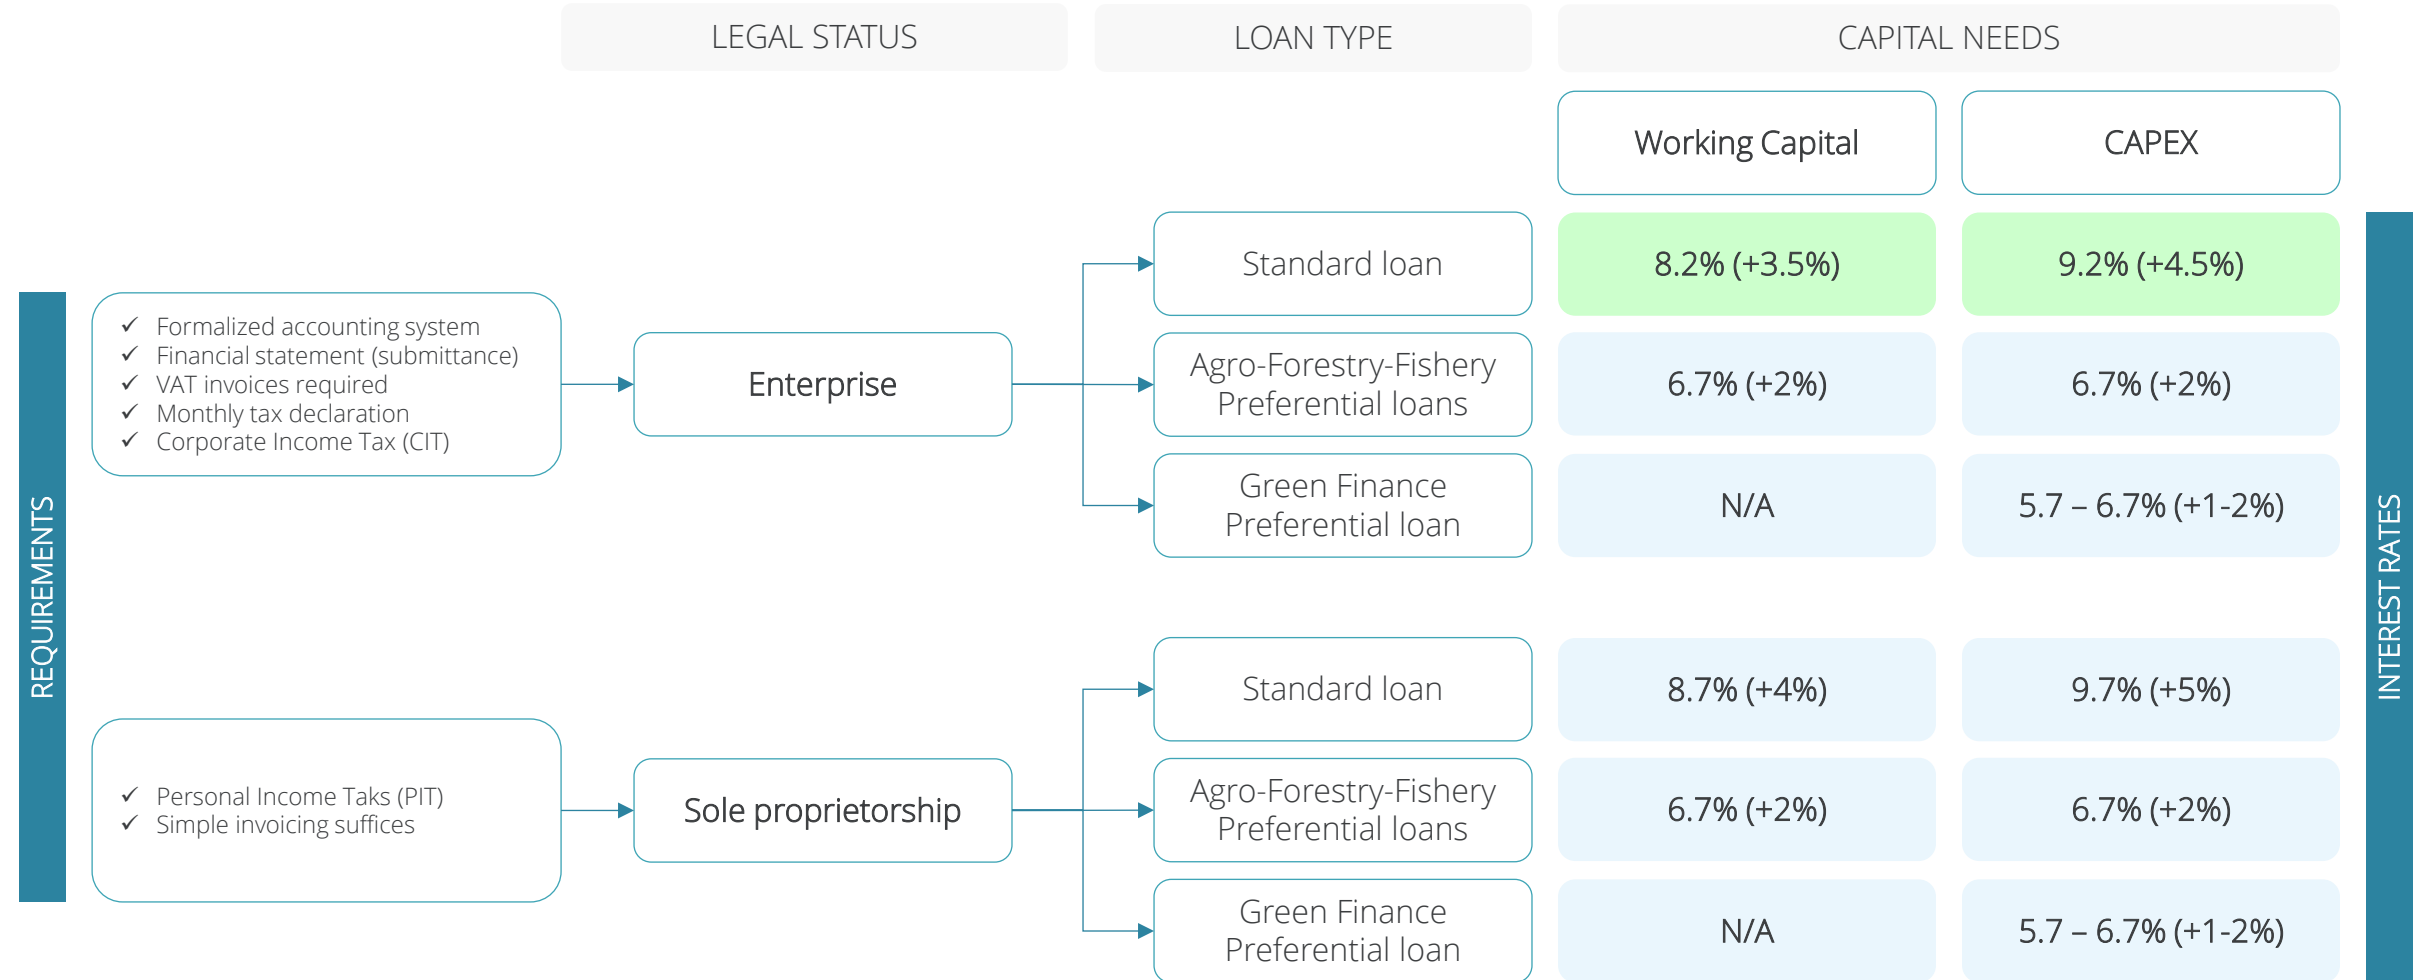 LEGAL STATUS
LOAN TYPE
CAPITAL NEEDS
Working Capital
CAPEX
REQUIREMENTS
Formalized accounting system
Financial statement (submittance)
VAT invoices required
Monthly tax declaration
Corporate Income Tax (CIT)
Enterprise
Standard loan
8.2% (+3.5%)
9.2% (+4.5%)
Agro-Forestry-Fishery
Preferential loans
6.7% (+2%)
6.7% (+2%)
Green Finance
Preferential loan
N/A
5.7 – 6.7% (+1-2%)
Personal Income Taks (PIT)
Simple invoicing suffices
Sole proprietorship
Standard loan
8.7% (+4%)
9.7% (+5%)
Agro-Forestry-Fishery
Preferential loans
6.7% (+2%)
6.7% (+2%)
Green Finance
Preferential loan
N/A
5.7 – 6.7% (+1-2%)
INTEREST RATES